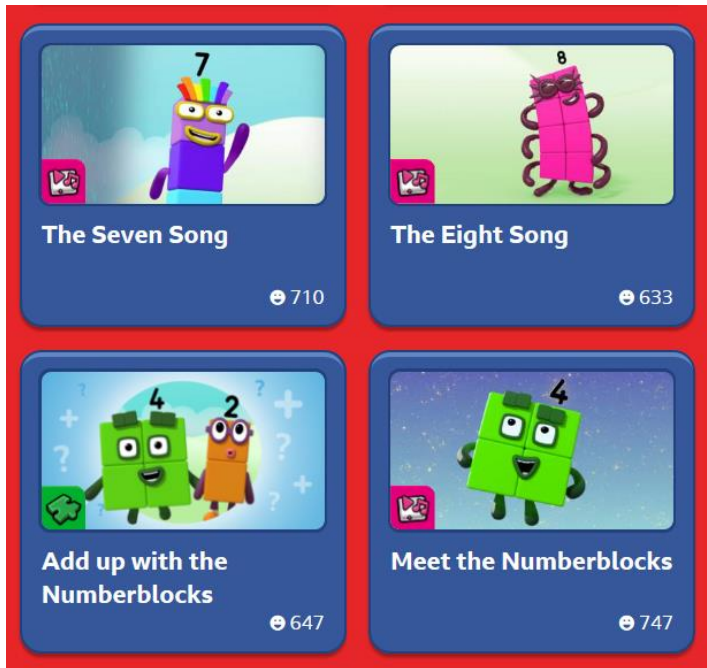 7
The Seven Song
710
8
The Eight Song
633
4 2
Add up with the
Numberblocks
647
4
Meet the Numberblocks
747